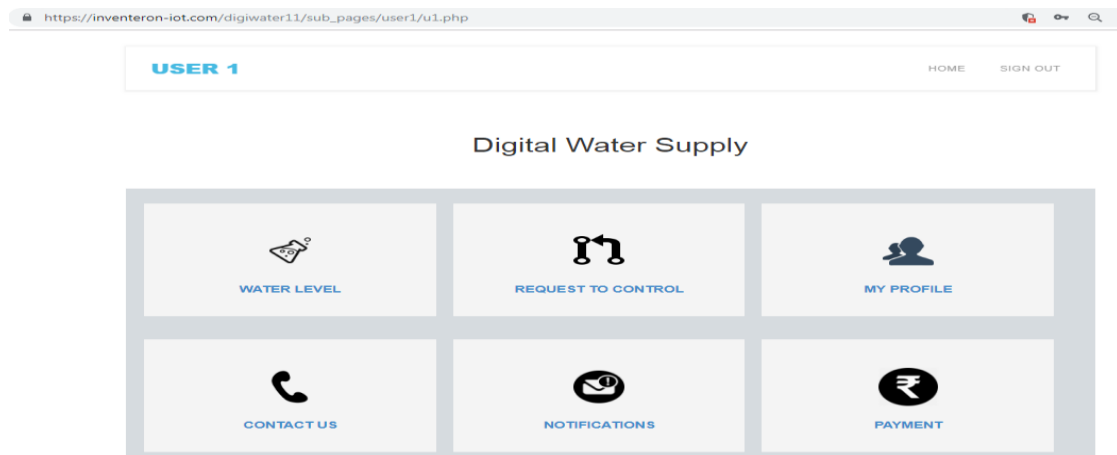 https://inventeron-iot.com/digiwater11/sub_pages/user1/u1.php
USER 1 HOME SIGN OUT
Digital Water Supply
WATER LEVEL REQUEST TO CONTROL MY PROFILE
CONTACT US NOTIFICATIONS PAYMENT